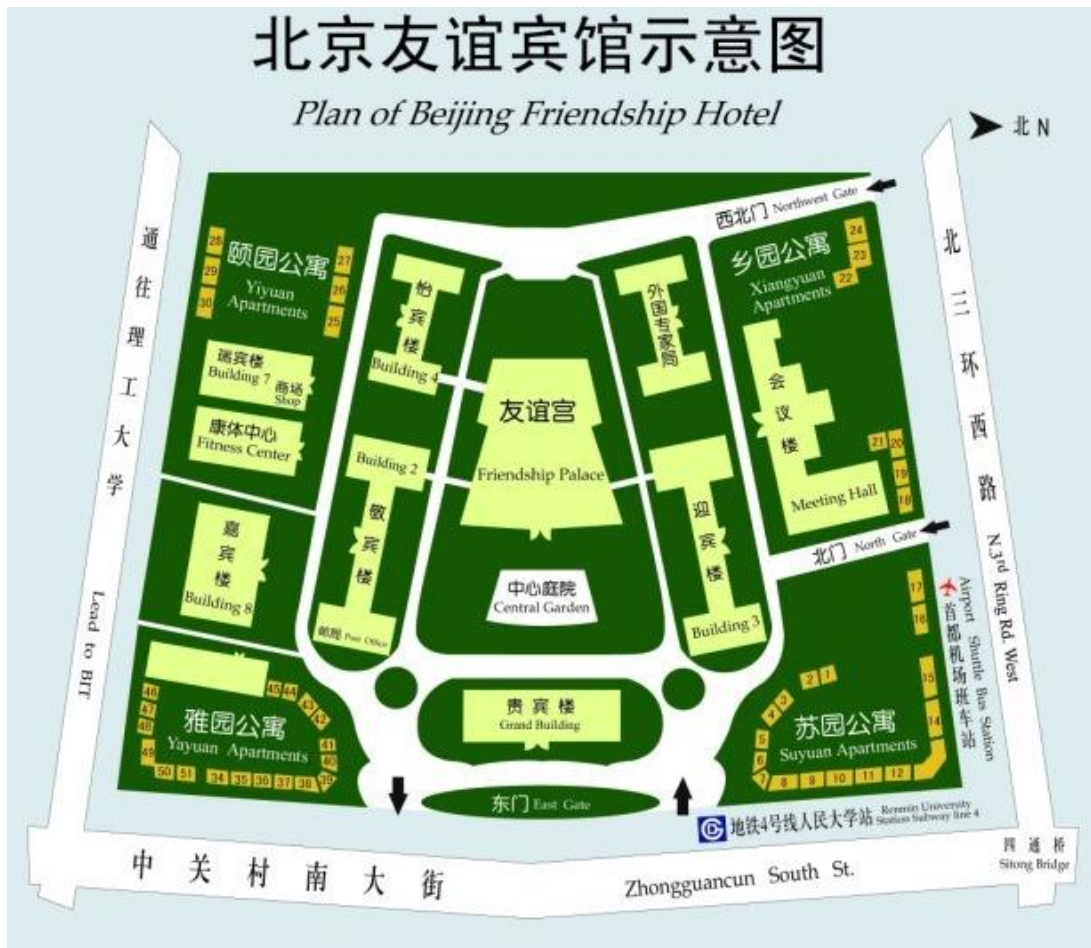 北京友谊宾馆示意图
Plan of Beijing Friendship Hotel
北 N
西北门 Northwest Gate
通往理工大学
Lead to BIT
28
29
30
颐园公寓
Yiyuan
Apartments
27
26
25
怡宾楼
Building 4
外国专家局
乡园公寓
Xiangyuan
Apartments
24
23
22
北三环西路 N.3rd Ring Rd. West
瑞宾楼
Building 7 商场
Shop
康体中心
Fitness Center
友谊宫
Friendship Palace
会议楼
Meeting Hall
21
20
19
18
Building 2
敬宾楼
邮局 Post Office
迎宾楼
Building 3
北门 North Gate
嘉宾楼
Building 8
中心庭院
Central Garden
17
16
15
14
首都机场班车站
Airport Shuttle Bus Station
45
44
43
42
41
40
39
46
47
48
49
50
51
34
35
36
37
38
雅园公寓
Yayuan Apartments
贵宾楼
Grand Building
2
1
3
4
5
6
7
8
9
10
11
12
苏园公寓
Suyuan Apartments
东门 East Gate
地铁4号线人民大学站 Renmin University
Station Subway line 4
中关村南大街 Zhongguancun South St.
四通桥
Sitong Bridge